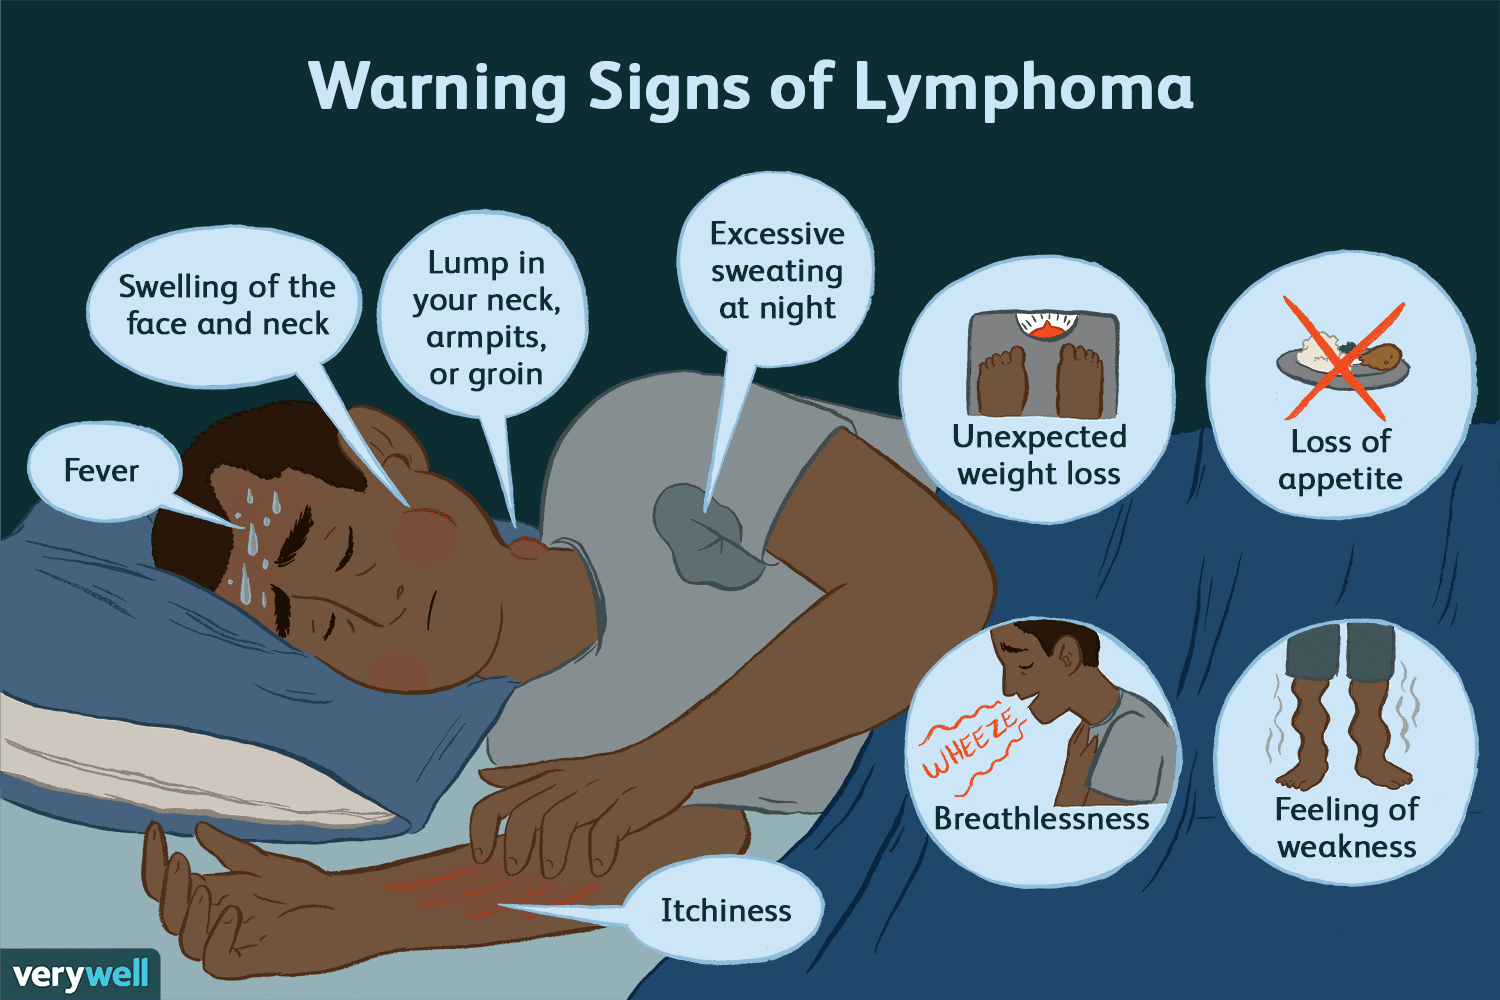 Warning Signs of Lymphoma
Excessive
sweating
at night
Lump in
your neck,
armpits,
or groin
Swelling of the
face and neck
Fever
Unexpected
weight loss
Loss of
appetite
WHEEZE
Breathlessness
Feeling of
weakness
Itchiness
verywell